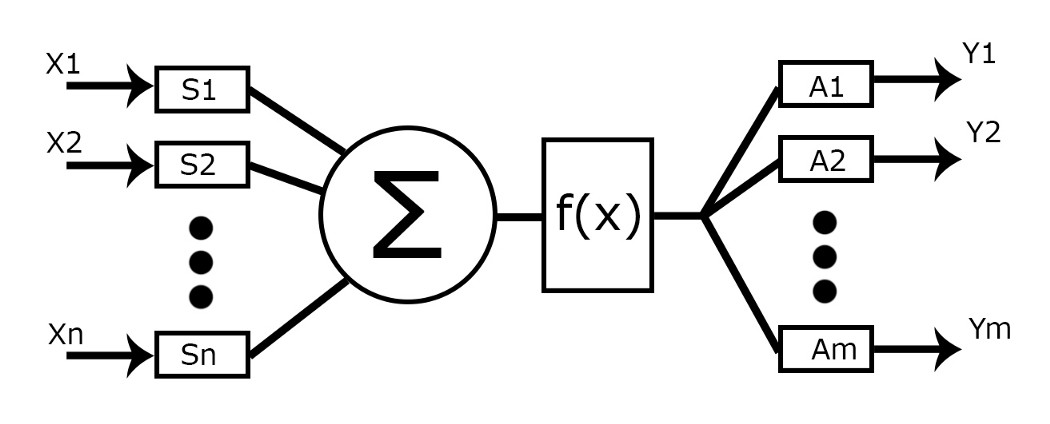 X1
S1
X2
S2
Xn
Sn
Σ
f(x)
A1
Y1
A2
Y2
Am
Ym